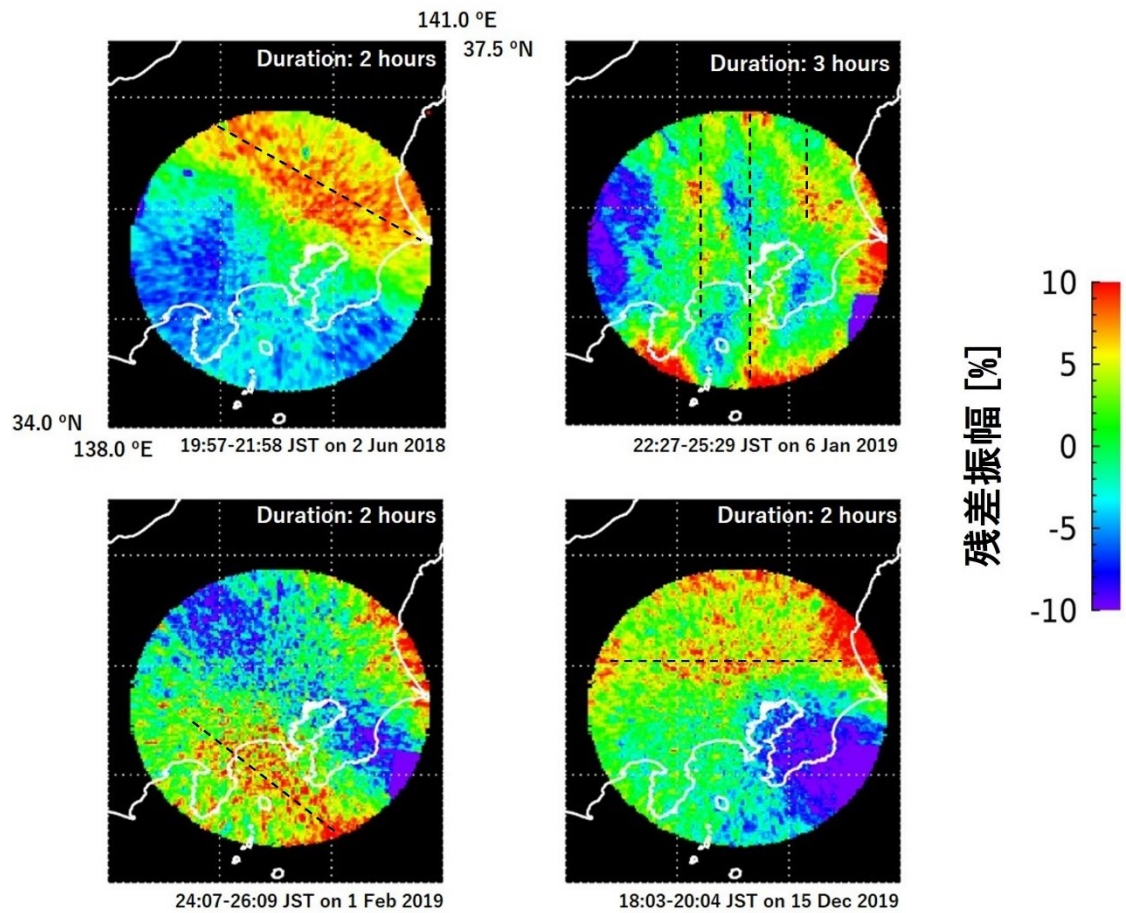 141.0 ºE
37.5 ºN
Duration: 2 hours
Duration: 3 hours
34.0 ºN
138.0 ºE
19:57-21:58 JST on 2 Jun 2018
22:27-25:29 JST on 6 Jan 2019
Duration: 2 hours
Duration: 2 hours
24:07-26:09 JST on 1 Feb 2019
18:03-20:04 JST on 15 Dec 2019
残差振幅 [%]
10
5
0
-5
-10